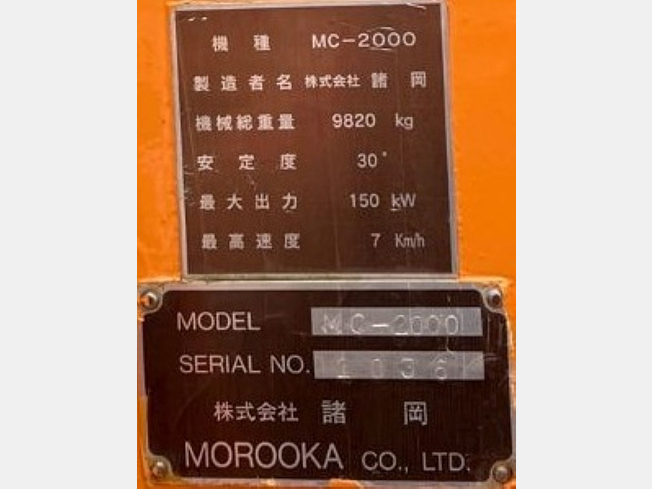 機種 MC-2000
製造者名 株式会社 諸岡
機械総重量 9820 kg
安定度 30°
最大出力 150 kW
最高速度 7 Km/h
MODEL MC-2000
SERIAL NO. 1036
株式会社 諸岡
MOROOKA CO., LTD.